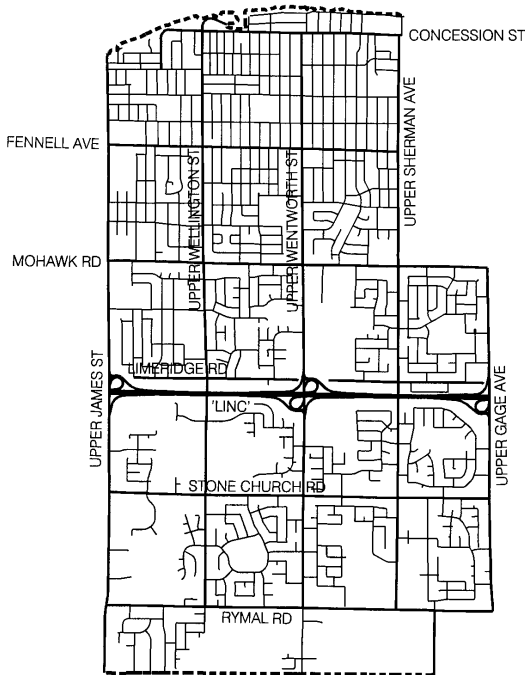 CONCESSION ST
UPPER SHERMAN AVE
FENNELL AVE
UPPER WELLINGTON ST
UPPER WENTWORTH ST
MOHAWK RD
UPPER JAMES ST
LIMERIDGE RD
'LINC'
UPPER GAGE AVE
STONE CHURCH RD
RYMAL RD